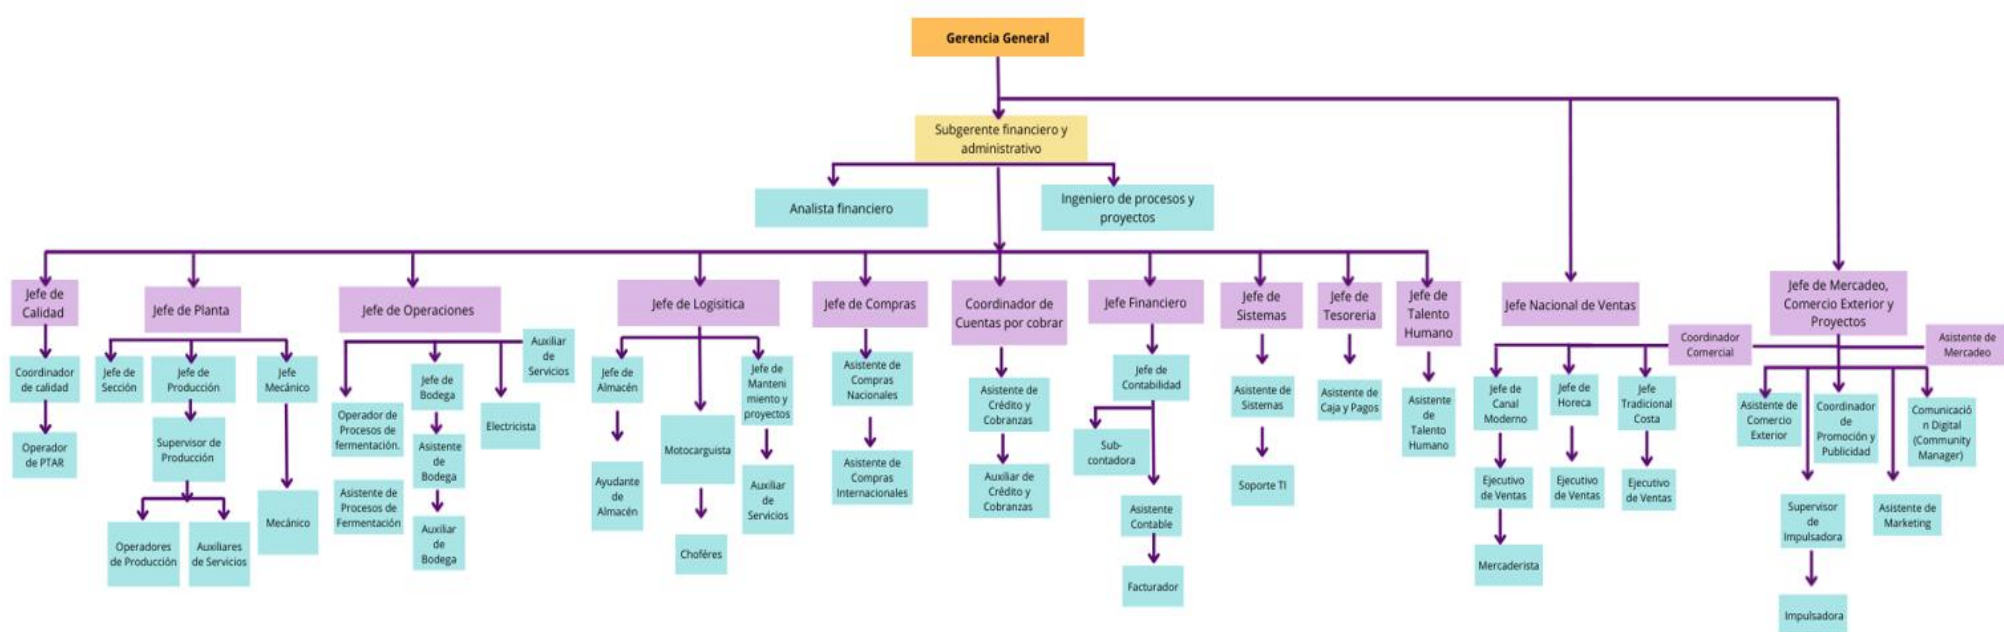 Gerencia General
Subgerente financiero y
administrativo
Analista financiero
Ingeniero de procesos y
proyectos
Jefe de
Calidad
Jefe de Planta
Jefe de Operaciones
Jefe de Logisitica
Jefe de Compras
Coordinador de
Cuentas por cobrar
Jefe Financiero
Jefe de
Sistemas
Jefe de
Tesoreria
Jefe de
Talento
Humano
Jefe Nacional de Ventas
Jefe de Mercadeo,
Comercio Exterior y
Proyectos
Coordinador
Comercial
Asistente de
Mercadeo
Coordinador
de calidad
Operador
de PTAR
Jefe de
Sección
Jefe de
Producción
Jefe
Mecánico
Supervisor de
Producción
Operadores
de Producción
Auxiliares
de Servicios
Mecánico
Auxiliar
de
Servicios
Operador de
Procesos de
fermentación.
Asistente de
Procesos de
Fermentación
Jefe de
Bodega
Asistente
de
Bodega
Auxiliar
de
Bodega
Electricista
Jefe de
Almacén
Ayudante
de
Almacén
Motocarguista
Choféres
Jefe de
Manteni
miento y
proyectos
Auxiliar
de
Servicios
Asistente de
Compras
Nacionales
Asistente de
Compras
Internacionales
Asistente de
Crédito y
Cobranzas
Auxiliar de
Crédito y
Cobranzas
Jefe de
Contabilidad
Sub-
contadora
Asistente
Contable
Facturador
Asistente de
Sistemas
Soporte TI
Asistente de
Caja y Pagos
Asistente
de
Talento
Humano
Jefe de
Canal
Moderno
Ejecutivo
de Ventas
Mercaderista
Jefe de
Horeca
Ejecutivo
de Ventas
Jefe
Tradicional
Costa
Ejecutivo
de Ventas
Asistente de
Comercio
Exterior
Supervisor
de
Impulsadora
Impulsadora
Coordinador
de
Promoción y
Publicidad
Asistente de
Marketing
Comunicació
n Digital
(Community
Manager)